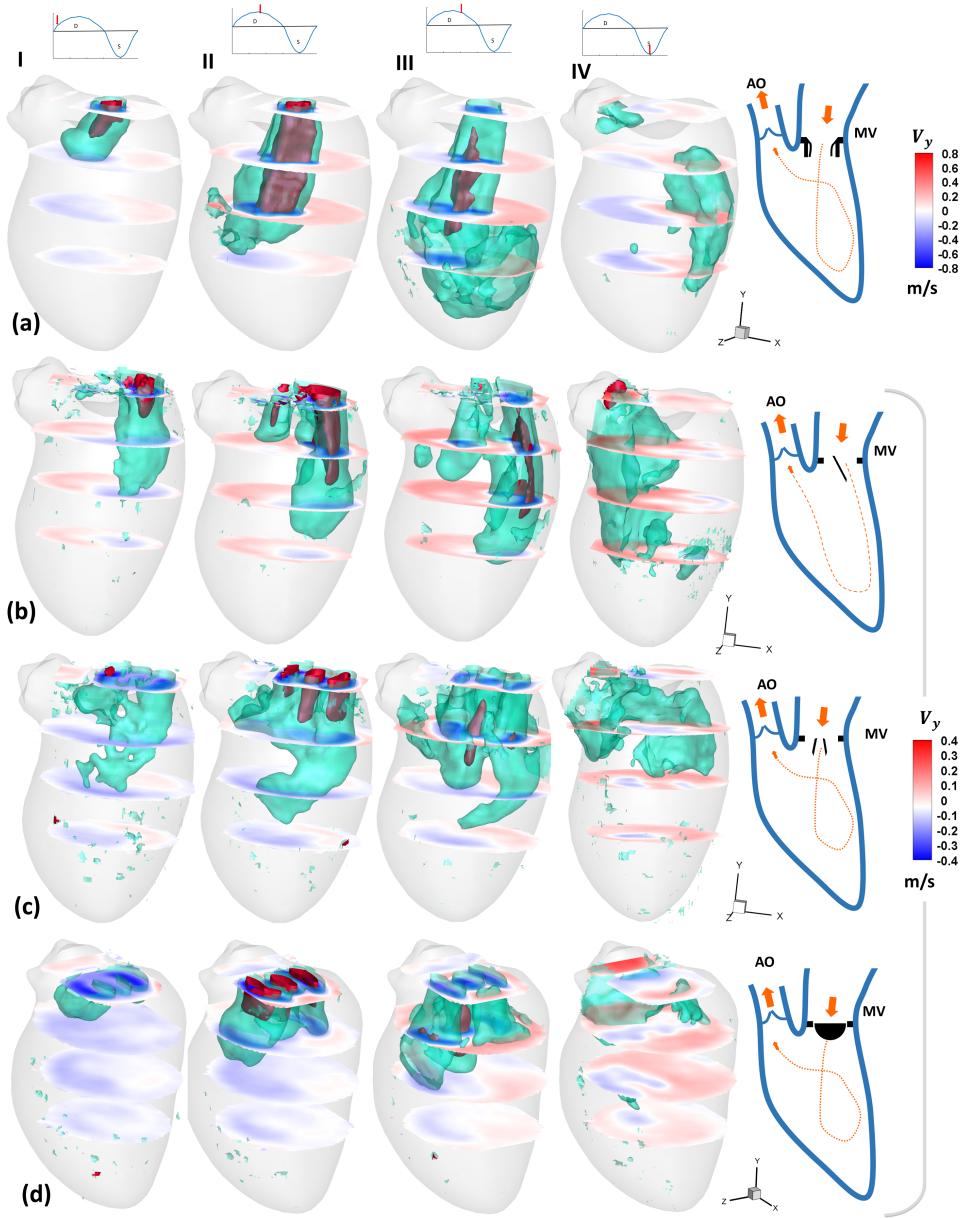 D S
D S
D S
D S
I II III IV
AO
MV
V_y
0.8
0.6
0.4
0.2
0
-0.2
-0.4
-0.6
-0.8
m/s
Y
Z X
(a)
AO
MV
Y
Z X
(b)
AO
MV
V_y
0.4
0.3
0.2
0.1
0
-0.1
-0.2
-0.3
-0.4
m/s
Y
Z X
(c)
AO
MV
Y
Z X
(d)